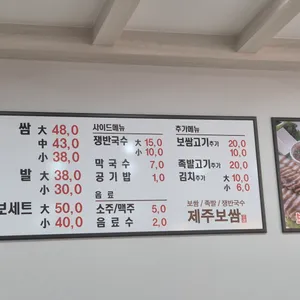 쌈 大 48,0
中 43,0
小 38,0
발 大 38,0
小 30,0
보세트 大 50,0
小 40,0
사이드메뉴
쟁반국수 大 15,0
小 10,0
막국수 7,0
공기밥 1,0
음료
소주/맥주 5,0
음료수 2,0
추가메뉴
보쌈고기추가 20,0
10,0
족발고기추가 20,0
김치추가 大 10,0
小 6,0
보쌈 / 족발 / 쟁반국수
제주보쌈